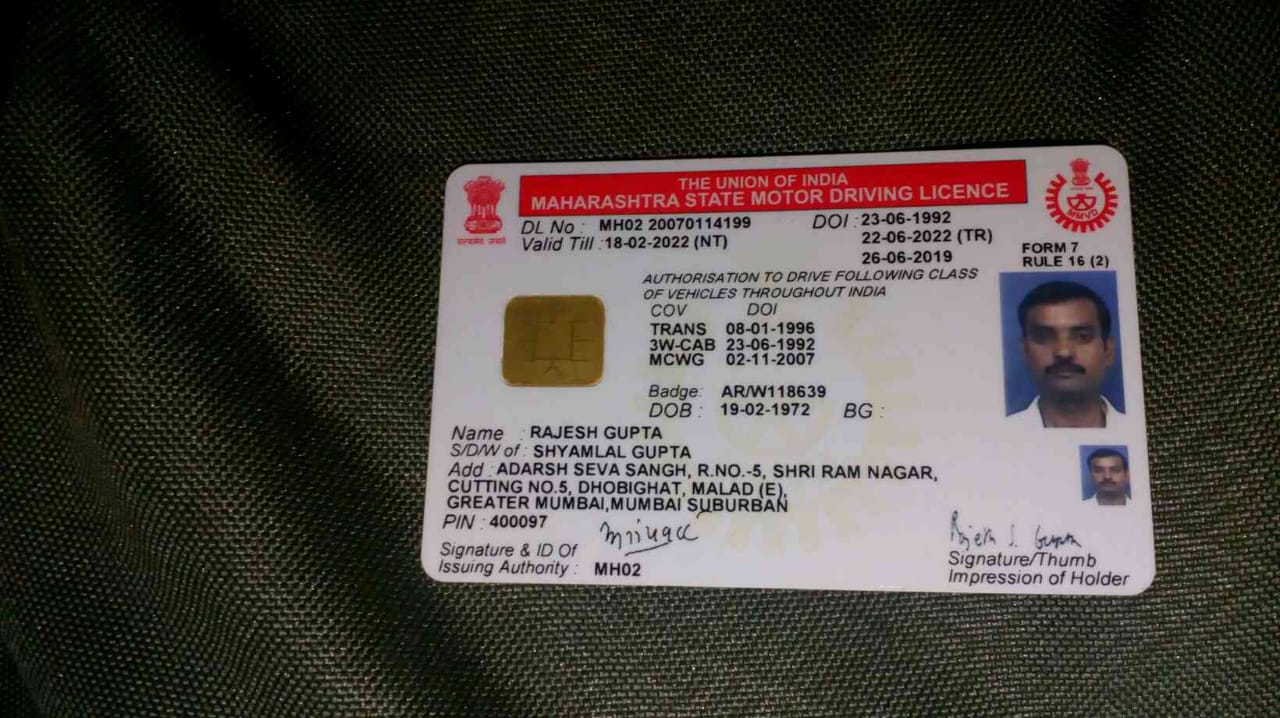 THE UNION OF INDIA
MAHARASHTRA STATE MOTOR DRIVING LICENCE
DL No : MH02 20070114199 DOI : 23-06-1992
Valid Till : 18-02-2022 (NT) 22-06-2022 (TR)
26-06-2019
FORM 7
RULE 16 (2)
सत्यमेव जयते
MMVD
AUTHORISATION TO DRIVE FOLLOWING CLASS
OF VEHICLES THROUGHOUT INDIA
COV DOI
TRANS 08-01-1996
3W-CAB 23-06-1992
MCWG 02-11-2007
Badge: AR/W118639
DOB : 19-02-1972 BG :
Name : RAJESH GUPTA
S/D/W of : SHYAMLAL GUPTA
Add : ADARSH SEVA SANGH, R.NO.-5, SHRI RAM NAGAR,
CUTTING NO.5, DHOBIGHAT, MALAD (E),
GREATER MUMBAI,MUMBAI SUBURBAN
PIN : 400097
Signature & ID Of
Issuing Authority : MH02
Rajesh S. Gupta
Signature/Thumb
Impression of Holder